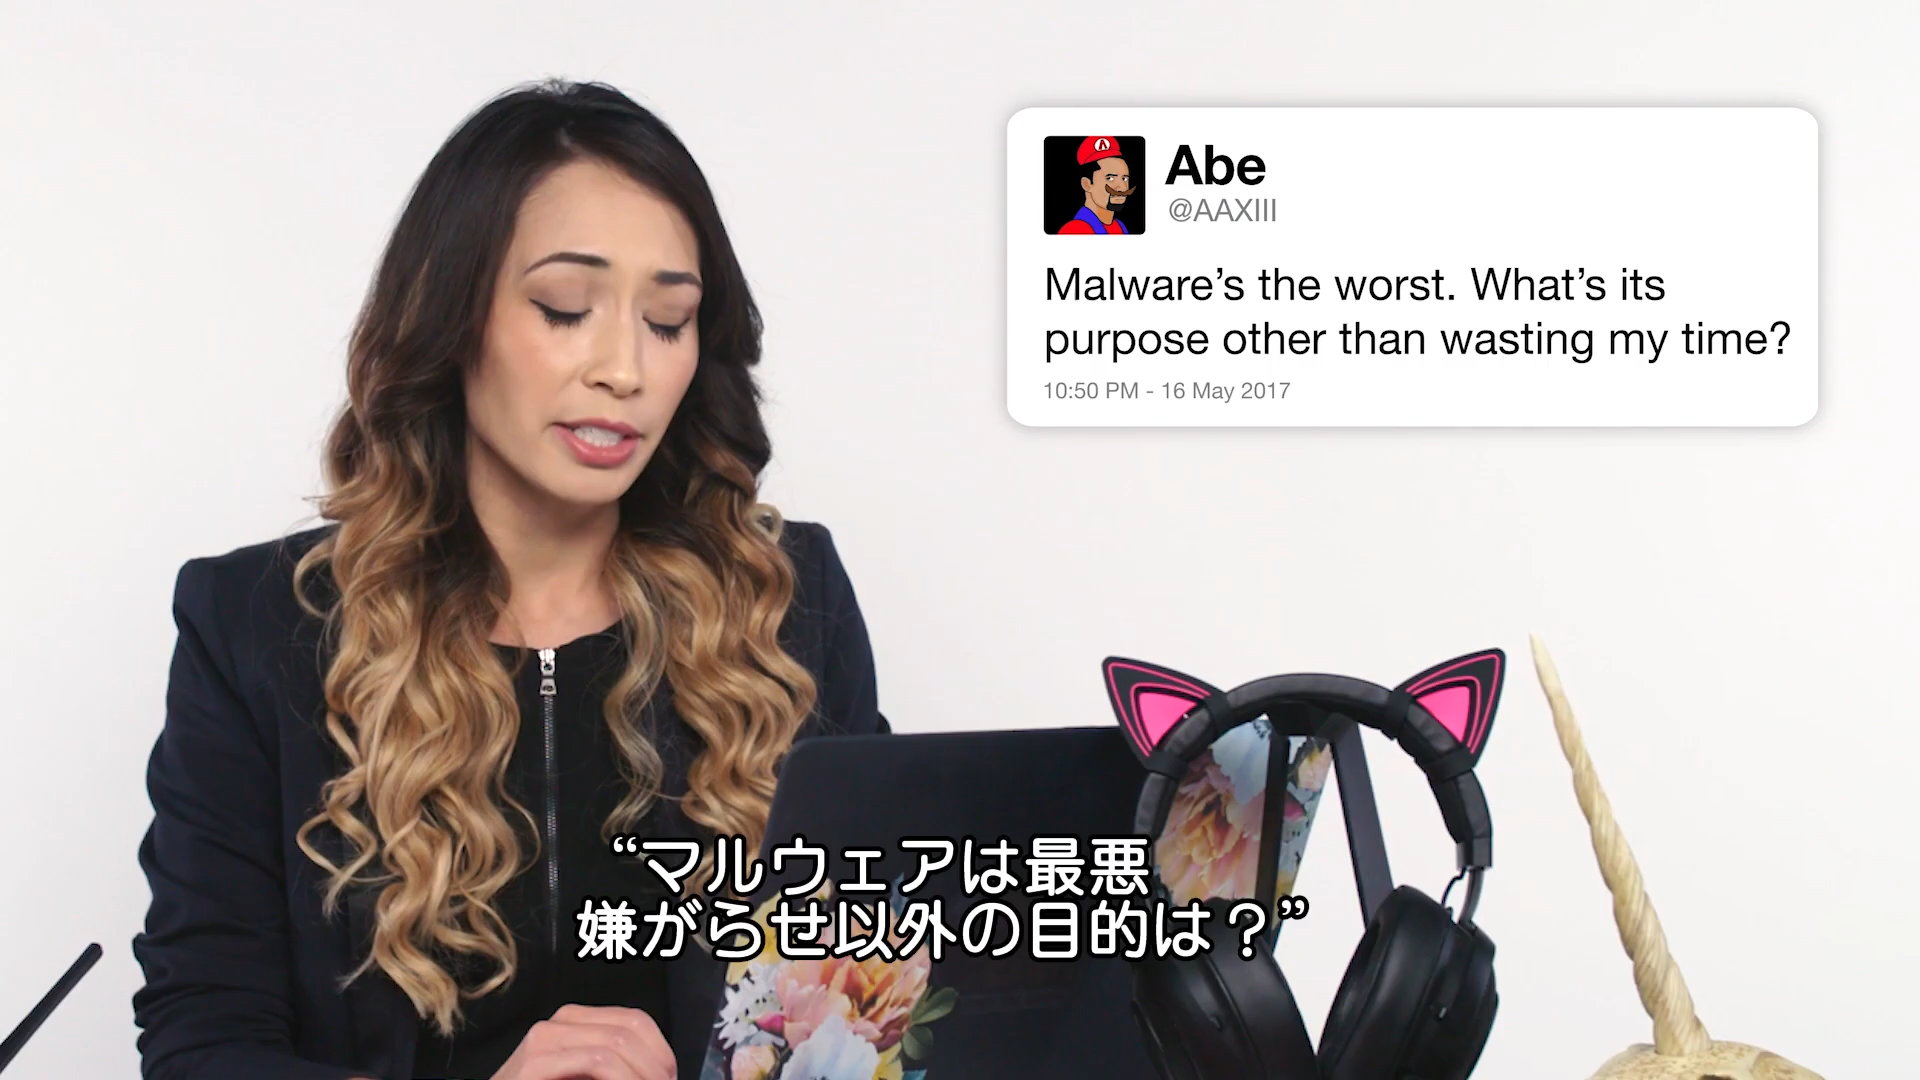 Abe
@AAXIII
Malware’s the worst. What’s its
purpose other than wasting my time?
10:50 PM - 16 May 2017
“マルウェアは最悪
嫌がらせ以外の目的は？”